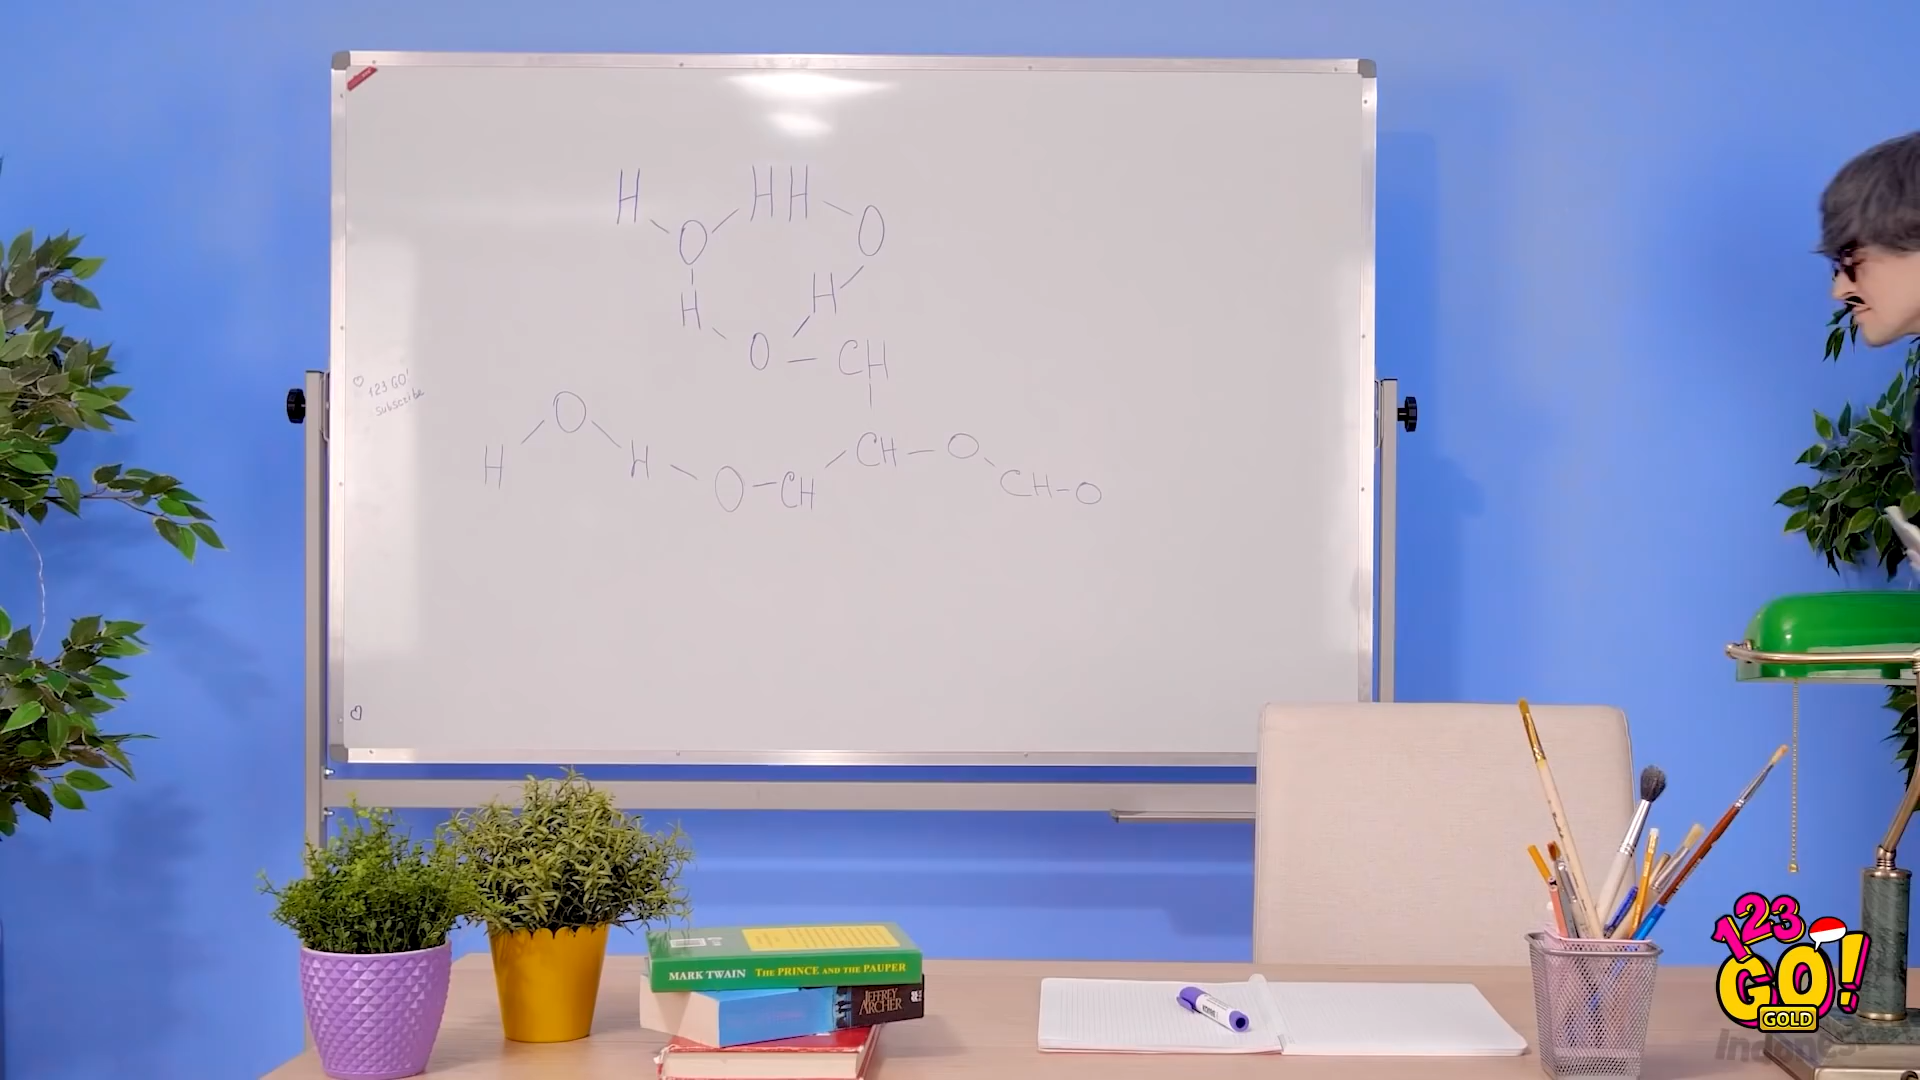 H HH O
O
H H
O CH
123 GO!
subscribe
O
H H O CH CH O CH O
MARK TWAIN THE PRINCE AND THE PAUPER
JEFFREY
ARCHER
123
GO!
GOLD
Indones